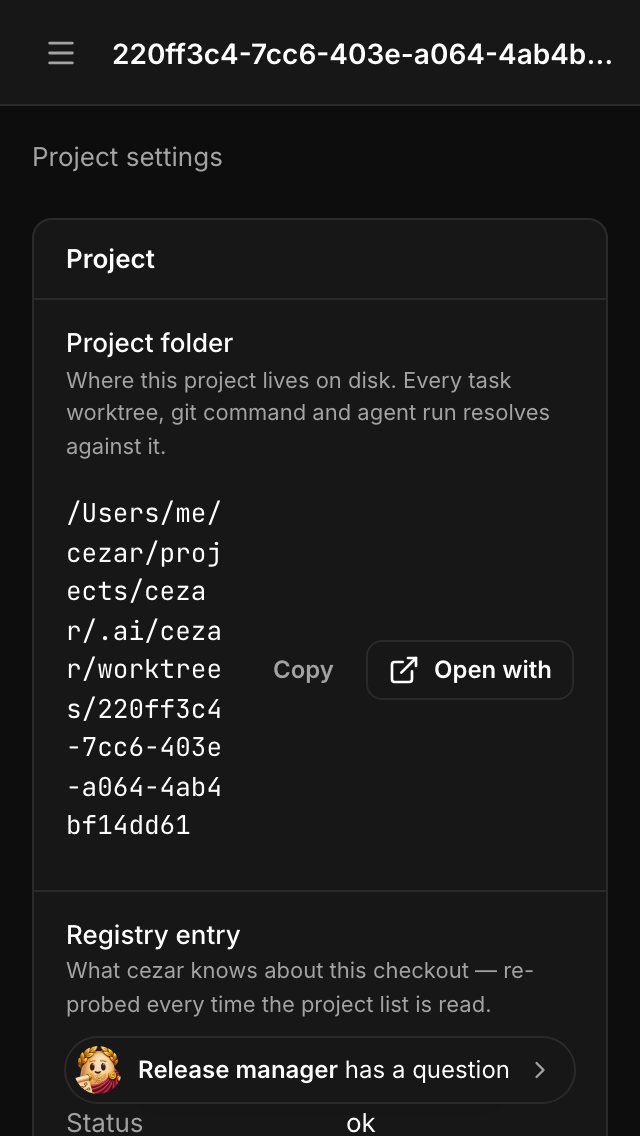 220ff3c4-7cc6-403e-a064-4ab4b...
Project settings
Project
Project folder
Where this project lives on disk. Every task
worktree, git command and agent run resolves
against it.
/Users/me/
cezar/proj
ects/ceza
r/.ai/ceza
r/worktree
s/220ff3c4
-7cc6-403e
-a064-4ab4
bf14dd61
Copy
Open with
Registry entry
What cezar knows about this checkout — re-
probed every time the project list is read.
Release manager has a question
Status ok